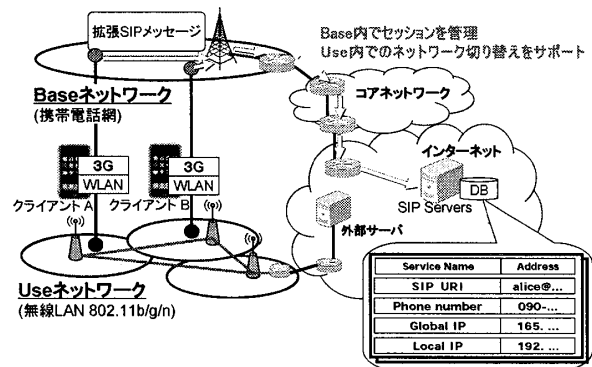 拡張SIPメッセージ
Base内でセッションを管理
Use内でのネットワーク切り替えをサポート
Baseネットワーク
(携帯電話網)
コアネットワーク
インターネット
3G
WLAN
3G
WLAN
クライアント A
クライアント B
DB
SIP Servers
外部サーバ
Useネットワーク
(無線LAN 802.11b/g/n)
Service Name Address
SIP URI alice@...
Phone number 090-...
Global IP 165. ...
Local IP 192. ...